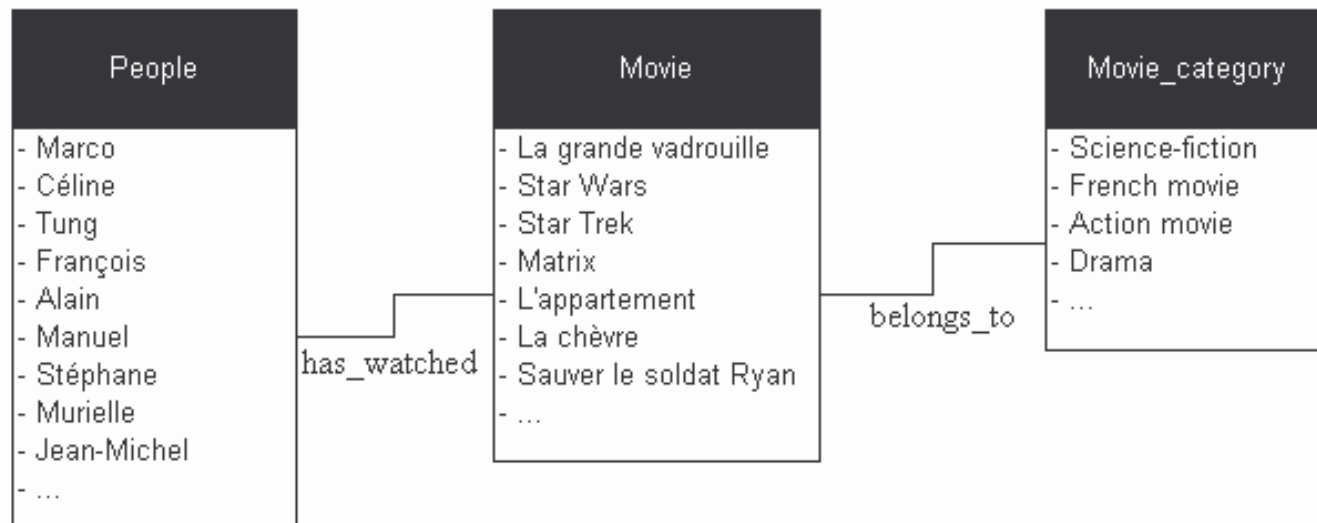 People
- Marco
- Céline
- Tung
- François
- Alain
- Manuel
- Stéphane
- Murielle
- Jean-Michel
- ...
has_watched
Movie
- La grande vadrouille
- Star Wars
- Star Trek
- Matrix
- L'appartement
- La chèvre
- Sauver le soldat Ryan
- ...
belongs_to
Movie_category
- Science-fiction
- French movie
- Action movie
- Drama
- ...